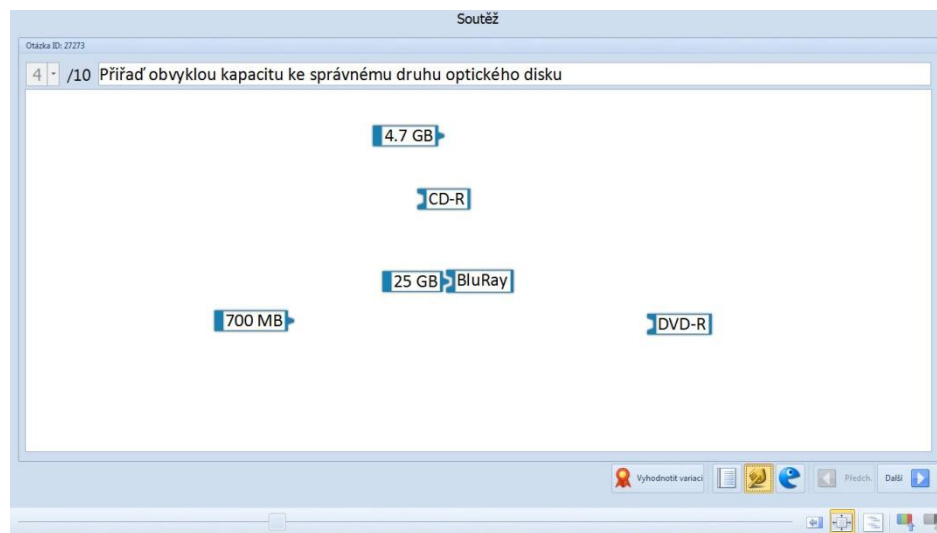 Soutěž
Otázka ID: 27273
4 /10 Přiřaď obvyklou kapacitu ke správnému druhu optického disku
4.7 GB
CD-R
25 GB BluRay
700 MB
DVD-R
Vyhodnotit variaci Předch. Další